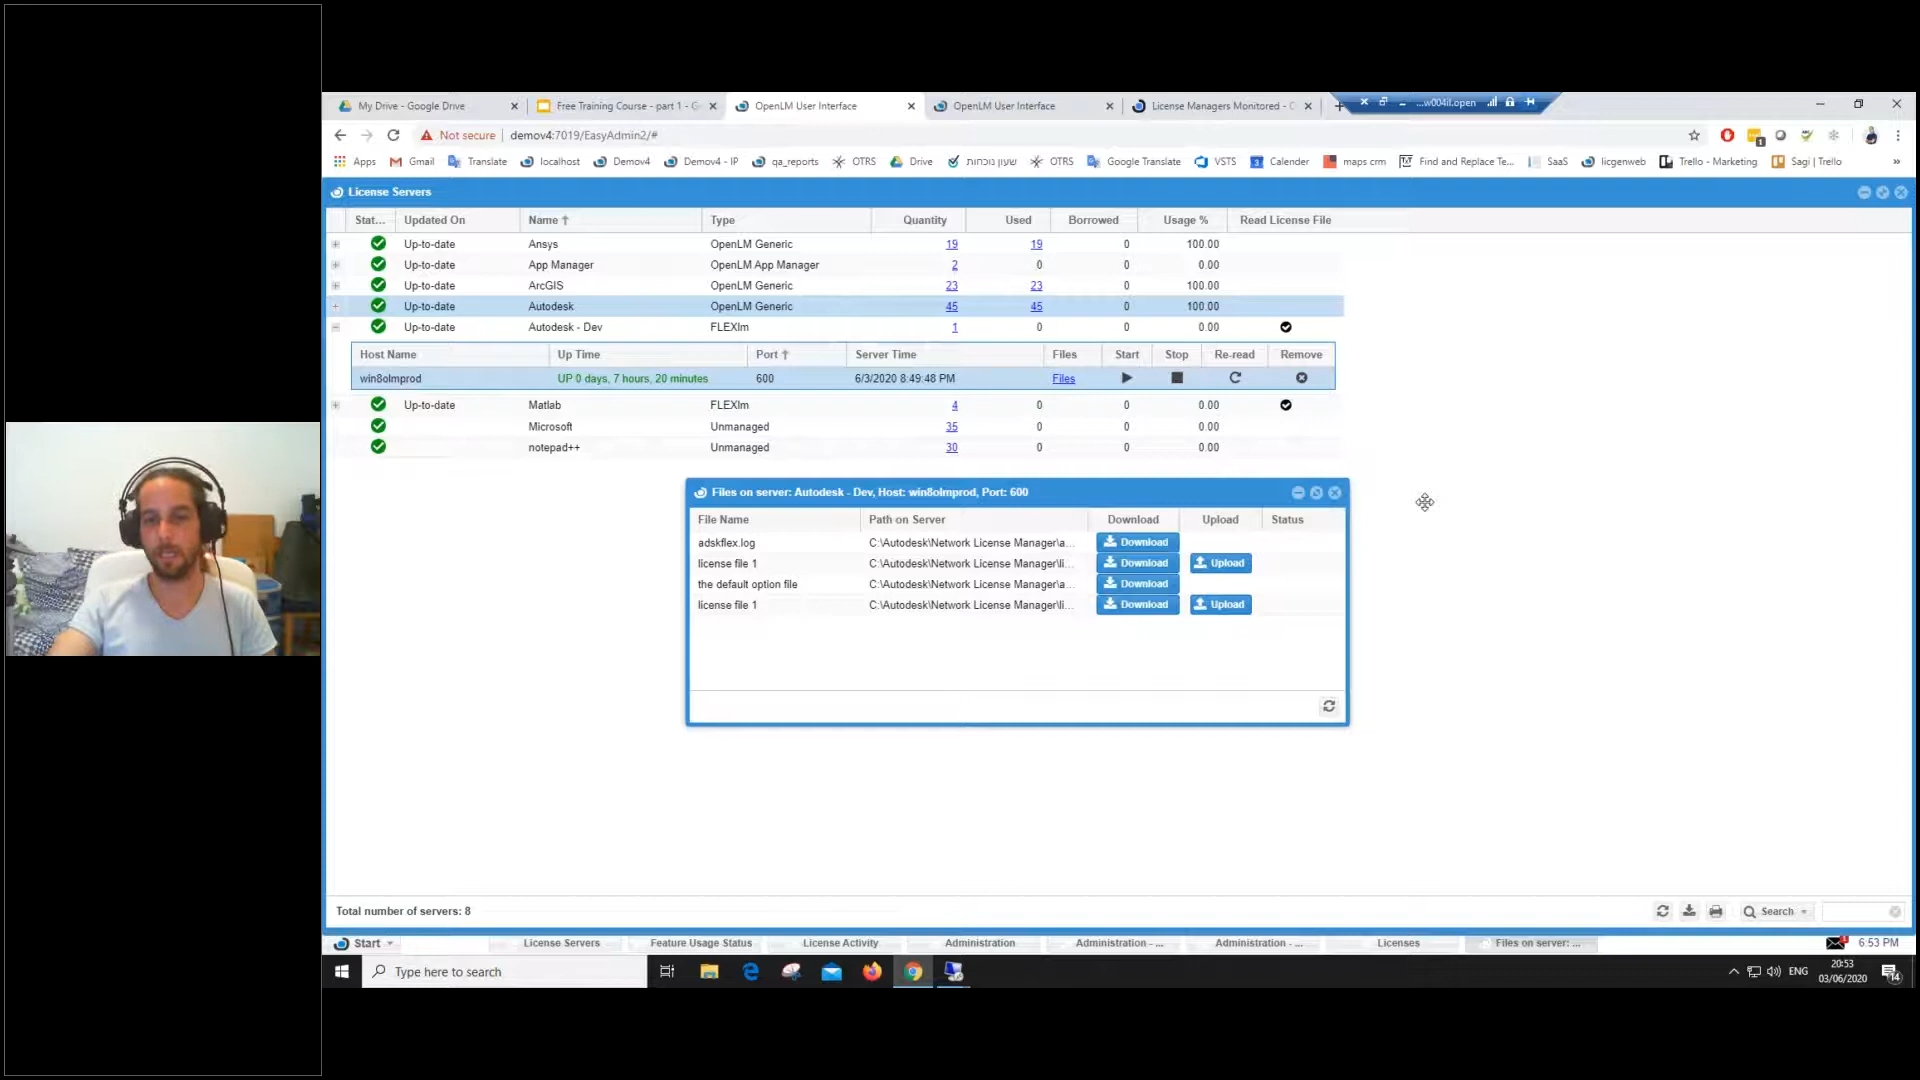 My Drive - Google Drive
Free Training Course - part 1 - G
OpenLM User Interface
OpenLM User Interface
License Managers Monitored - O
...w004il.open
Not secure
demov4:7019/EasyAdmin2/#
Apps
Gmail
Translate
localhost
Demov4
Demov4 - IP
qa_reports
OTRS
Drive
שעון נוכחות
OTRS
Google Translate
VSTS
Calender
maps crm
Find and Replace Te...
SaaS
licgenweb
Trello - Marketing
Sagi | Trello
»
License Servers
Stat... Updated On Name Type Quantity Used Borrowed Usage % Read License File
Up-to-date Ansys OpenLM Generic 19 19 0 100.00
Up-to-date App Manager OpenLM App Manager 2 0 0 0.00
Up-to-date ArcGIS OpenLM Generic 23 23 0 100.00
Up-to-date Autodesk OpenLM Generic 45 45 0 100.00
Up-to-date Autodesk - Dev FLEXlm 1 0 0 0.00
Host Name Up Time Port Server Time Files Start Stop Re-read Remove
win8olmprod UP 0 days, 7 hours, 20 minutes 600 6/3/2020 8:49:48 PM Files
Up-to-date Matlab FLEXlm 4 0 0 0.00
Microsoft Unmanaged 35 0 0 0.00
notepad++ Unmanaged 30 0 0 0.00
Files on server: Autodesk - Dev, Host: win8olmprod, Port: 600
File Name Path on Server Download Upload Status
adskflex.log C:\Autodesk\Network License Manager\a... Download
license file 1 C:\Autodesk\Network License Manager\li... Download Upload
the default option file C:\Autodesk\Network License Manager\a... Download
license file 1 C:\Autodesk\Network License Manager\li... Download Upload
Total number of servers: 8
Search
Start
License Servers
Feature Usage Status
License Activity
Administration
Administration - ...
Administration - ...
Licenses
Files on server: ...
6:53 PM
Type here to search
ENG
20:53
03/06/2020
14